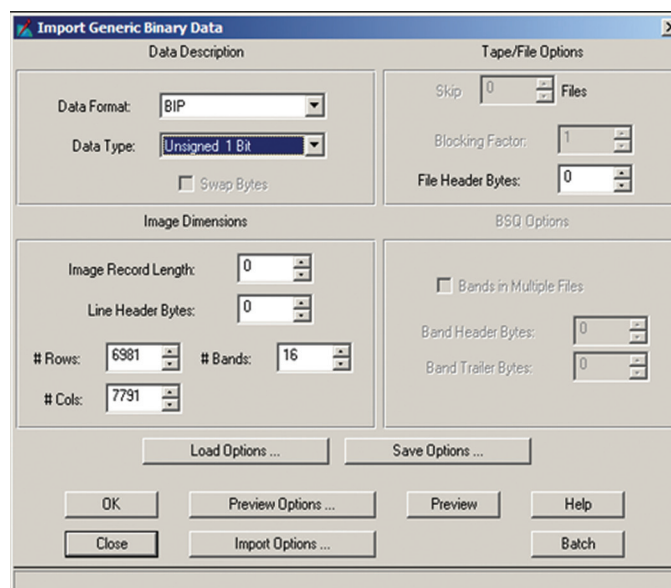 Import Generic Binary Data
Data Description
Data Format: BIP
Data Type: Unsigned 1 Bit
Swap Bytes
Tape/File Options
Skip 0 Files
Blocking Factor: 1
File Header Bytes: 0
Image Dimensions
Image Record Length: 0
Line Header Bytes: 0
# Rows: 6981 # Bands: 16
# Cols: 7791
BSQ Options
Bands in Multiple Files
Band Header Bytes: 0
Band Trailer Bytes: 0
Load Options ... Save Options ...
OK Preview Options ... Preview Help
Close Import Options ... Batch